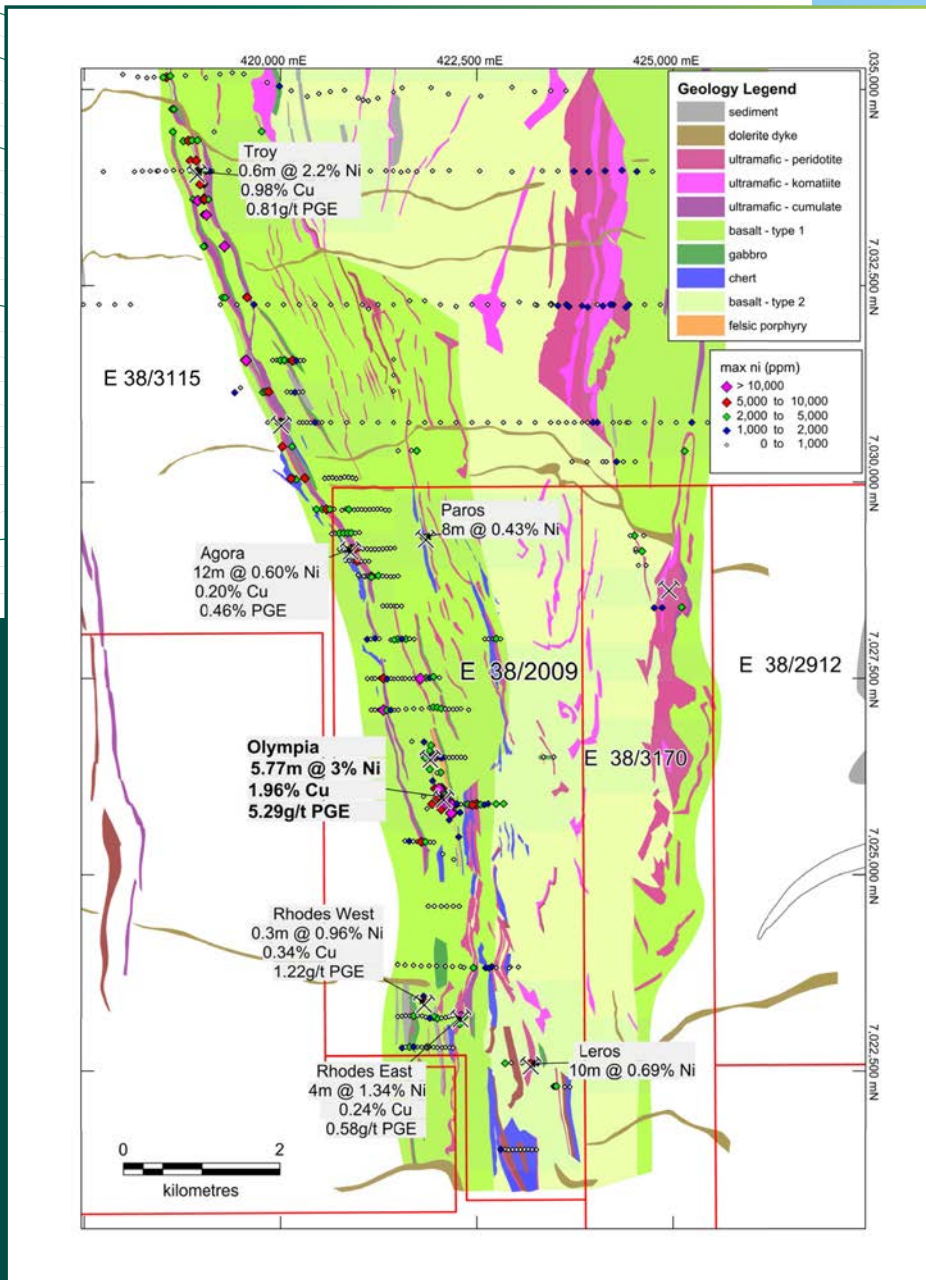 420,000 mE
422,500 mE
425,000 mE
,035,000 mN
7,032,500 mN
7,030,000 mN
7,027,500 mN
7,025,000 mN
7,022,500 mN
Geology Legend
sediment
dolerite dyke
ultramafic - peridotite
ultramafic - komatiite
ultramafic - cumulate
basalt - type 1
gabbro
chert
basalt - type 2
felsic porphyry
max ni (ppm)
> 10,000
5,000 to 10,000
2,000 to 5,000
1,000 to 2,000
0 to 1,000
Troy
0.6m @ 2.2% Ni
0.98% Cu
0.81g/t PGE
E 38/3115
Paros
8m @ 0.43% Ni
Agora
12m @ 0.60% Ni
0.20% Cu
0.46% PGE
E 38/2009
E 38/2912
E 38/3170
Olympia
5.77m @ 3% Ni
1.96% Cu
5.29g/t PGE
Rhodes West
0.3m @ 0.96% Ni
0.34% Cu
1.22g/t PGE
Leros
10m @ 0.69% Ni
Rhodes East
4m @ 1.34% Ni
0.24% Cu
0.58g/t PGE
0 2
kilometres